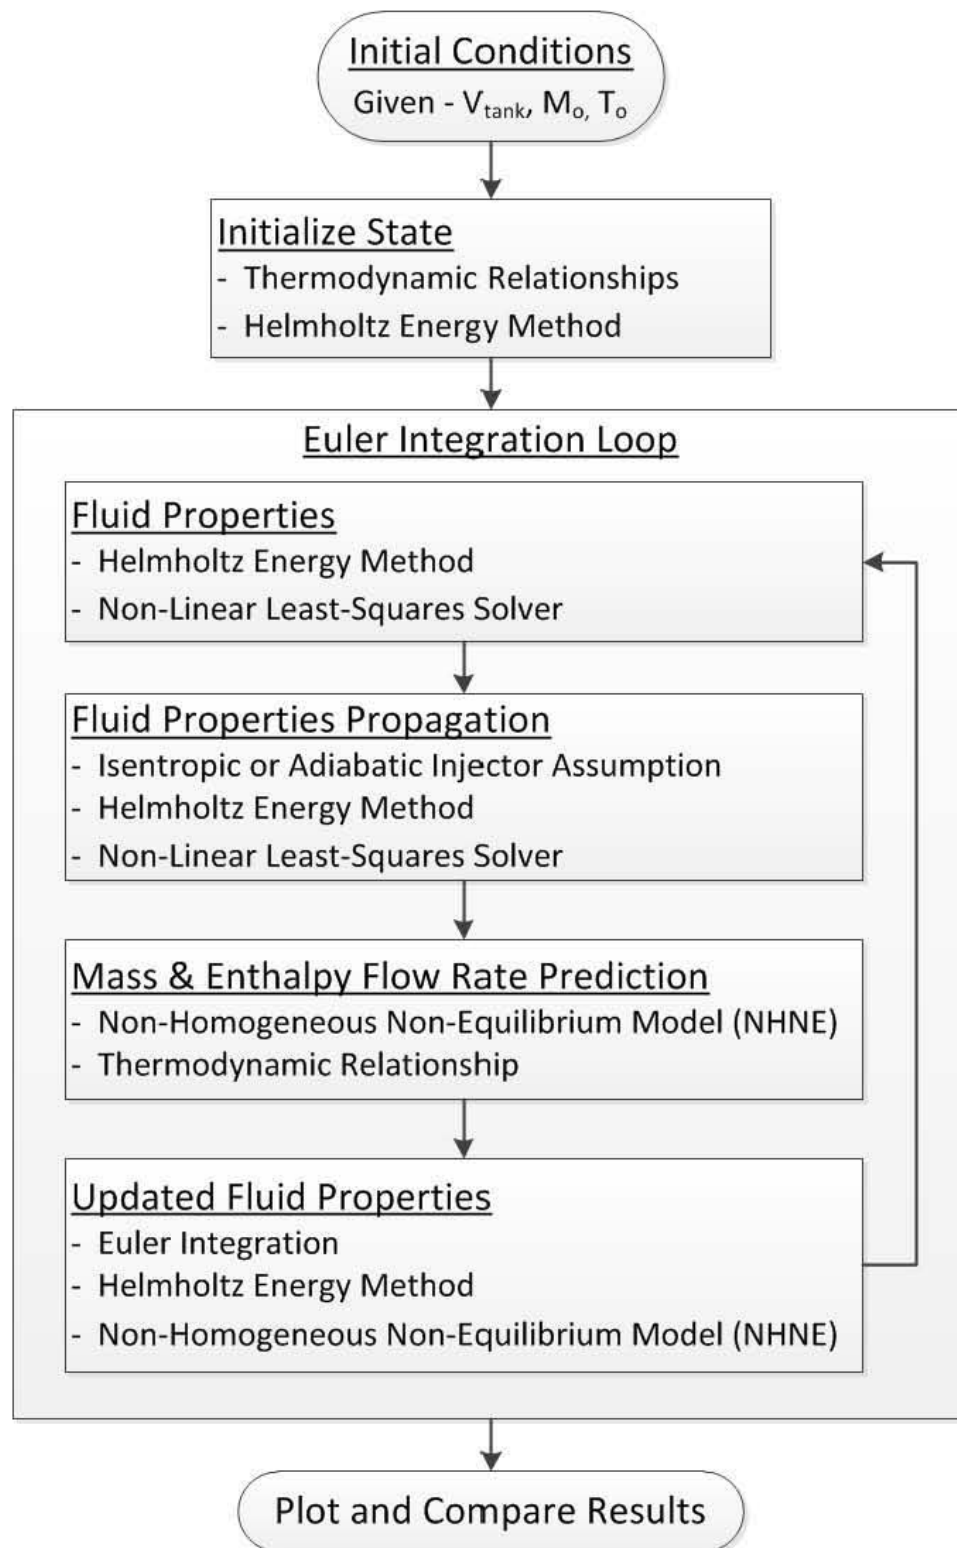 Initial Conditions
Given - Vtank, Mo, To
Initialize State
- Thermodynamic Relationships
- Helmholtz Energy Method
Euler Integration Loop
Fluid Properties
- Helmholtz Energy Method
- Non-Linear Least-Squares Solver
Fluid Properties Propagation
- Isentropic or Adiabatic Injector Assumption
- Helmholtz Energy Method
- Non-Linear Least-Squares Solver
Mass & Enthalpy Flow Rate Prediction
- Non-Homogeneous Non-Equilibrium Model (NHNE)
- Thermodynamic Relationship
Updated Fluid Properties
- Euler Integration
- Helmholtz Energy Method
- Non-Homogeneous Non-Equilibrium Model (NHNE)
Plot and Compare Results